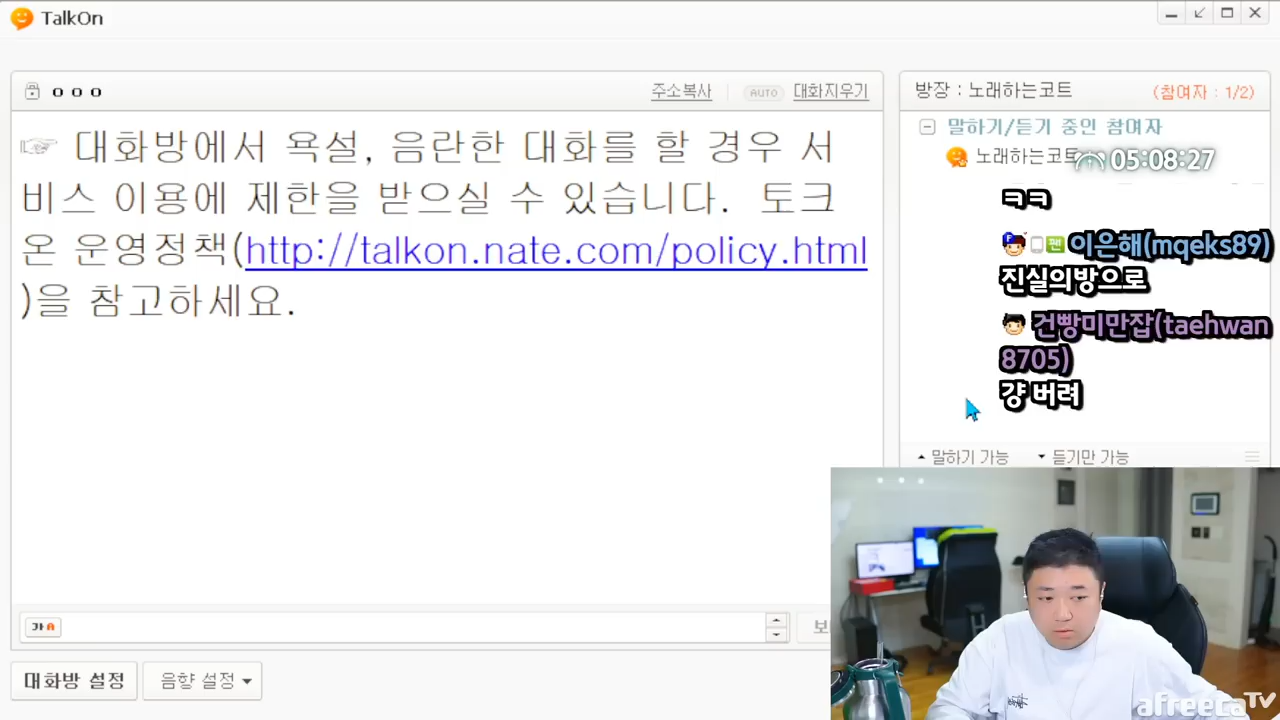 TalkOn
ㅇㅇㅇ
주소복사
AUTO
대화지우기
☞ 대화방에서 욕설, 음란한 대화를 할 경우 서
비스 이용에 제한을 받으실 수 있습니다. 토크
온 운영정책(http://talkon.nate.com/policy.html
)을 참고하세요.
가A
대화방 설정
음향 설정
방장 : 노래하는코트
(참여자 : 1/2)
말하기/듣기 중인 참여자
노래하는코트
05:08:27
ㅋㅋ
팬 이은해(mqeks89)
진실의방으로
건빵미만잡(taehwan
8705)
걍 버려
말하기 가능
듣기만 가능
afreecaTV